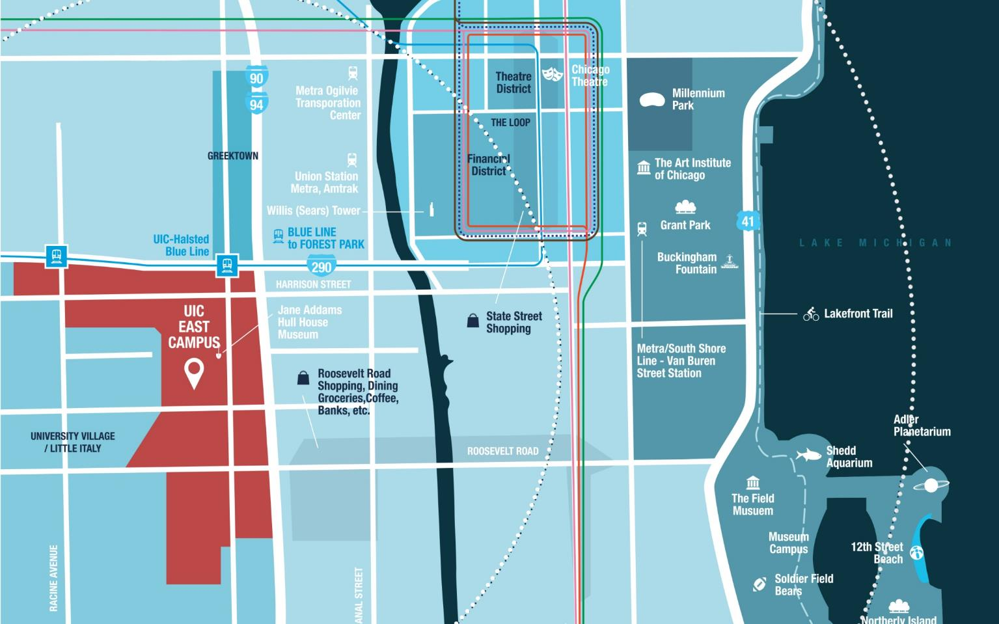 90
94
Metra Ogilvie
Transporation
Center
Theatre
District
Chicago
Theatre
Millennium
Park
THE LOOP
GREEKTOWN
Financial
District
The Art Institute
of Chicago
Union Station
Metra, Amtrak
Willis (Sears) Tower
Grant Park
41
UIC-Halsted
Blue Line
BLUE LINE
to FOREST PARK
LAKE MICHIGAN
290
Buckingham
Fountain
HARRISON STREET
UIC
EAST
CAMPUS
Jane Addams
Hull House
Museum
State Street
Shopping
Lakefront Trail
Metra/South Shore
Line - Van Buren
Street Station
Roosevelt Road
Shopping, Dining
Groceries,Coffee,
Banks, etc.
UNIVERSITY VILLAGE
/ LITTLE ITALY
ROOSEVELT ROAD
Adler
Planetarium
Shedd
Aquarium
The Field
Musuem
Museum
Campus
12th Street
Beach
Soldier Field
Bears
Northerly Island
RACINE AVENUE
ANAL STREET